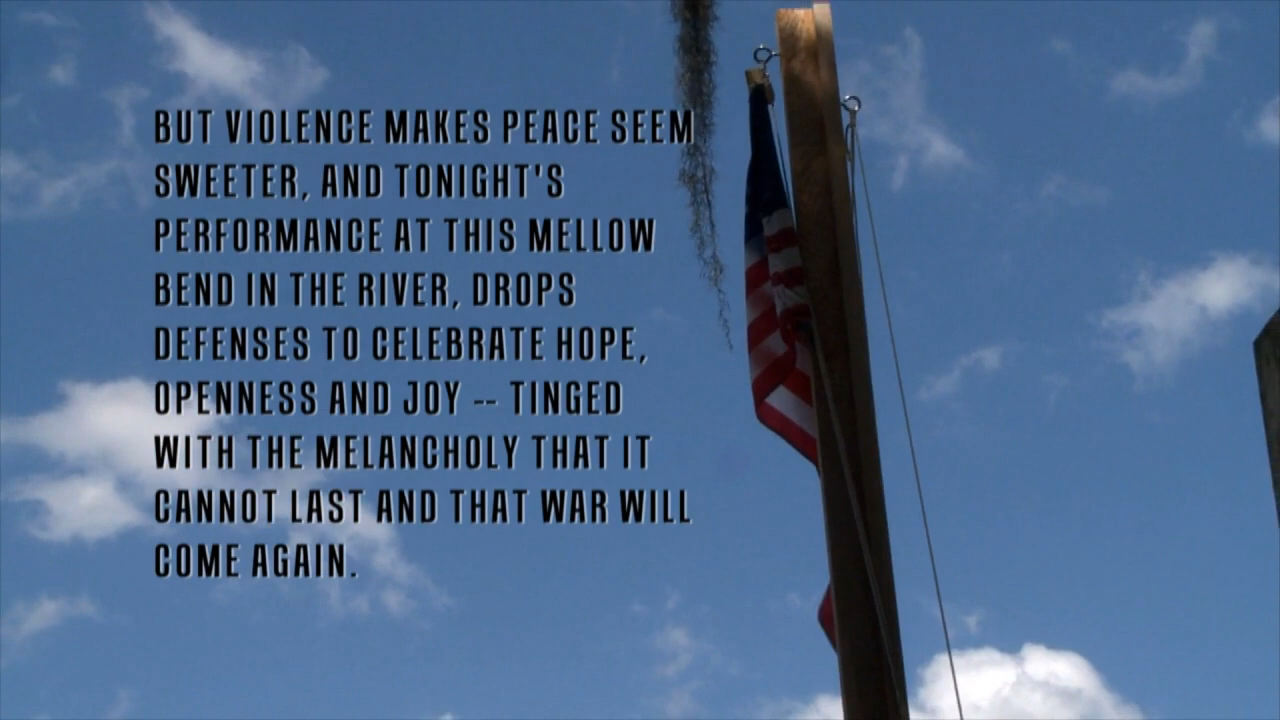 BUT VIOLENCE MAKES PEACE SEEM
SWEETER, AND TONIGHT'S
PERFORMANCE AT THIS MELLOW
BEND IN THE RIVER, DROPS
DEFENSES TO CELEBRATE HOPE,
OPENNESS AND JOY -- TINGED
WITH THE MELANCHOLY THAT IT
CANNOT LAST AND THAT WAR WILL
COME AGAIN.